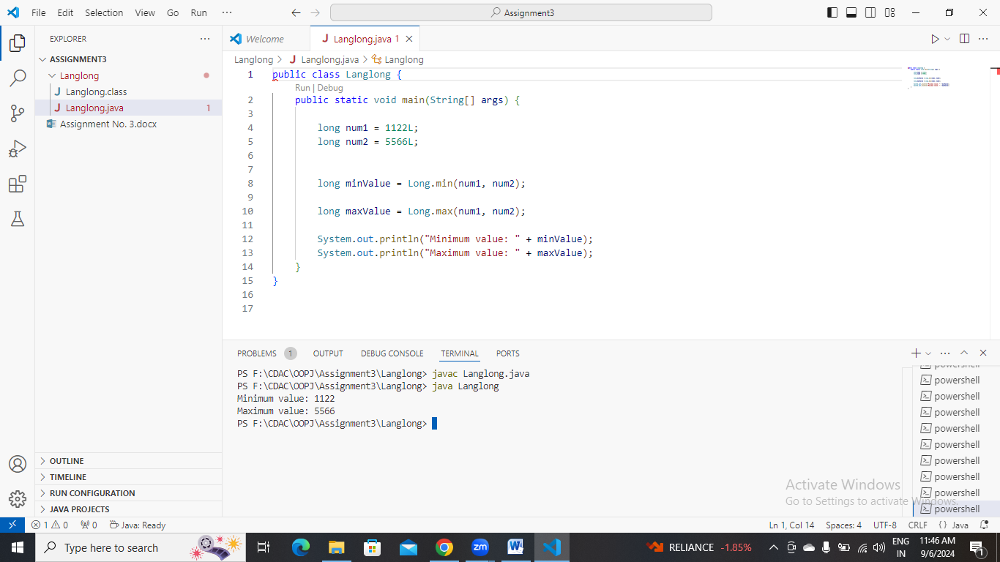 File Edit Selection View Go Run ···
Assignment3
EXPLORER ···
ASSIGNMENT3
Langlong
Langlong.class
Langlong.java 1
Assignment No. 3.docx
OUTLINE
TIMELINE
RUN CONFIGURATION
JAVA PROJECTS
Welcome
Langlong.java 1
Langlong > Langlong.java > Langlong
1 public class Langlong {
Run | Debug
2 public static void main(String[] args) {
3
4 long num1 = 1122L;
5 long num2 = 5566L;
6
7
8 long minValue = Long.min(num1, num2);
9
10 long maxValue = Long.max(num1, num2);
11
12 System.out.println("Minimum value: " + minValue);
13 System.out.println("Maximum value: " + maxValue);
14 }
15 }
16
17
PROBLEMS 1 OUTPUT DEBUG CONSOLE TERMINAL PORTS
PS F:\CDAC\OOPJ\Assignment3\Langlong> javac Langlong.java
PS F:\CDAC\OOPJ\Assignment3\Langlong> java Langlong
Minimum value: 1122
Maximum value: 5566
PS F:\CDAC\OOPJ\Assignment3\Langlong>
powershell
powershell
powershell
powershell
powershell
powershell
powershell
powershell
powershell
powershell
Activate Windows
Go to Settings to activate Windows.
1 0 0 Java: Ready
Ln 1, Col 14 Spaces: 4 UTF-8 CRLF {} Java
Type here to search
zm
W
RELIANCE -1.85%
ENG
IN
11:46 AM
9/6/2024
1